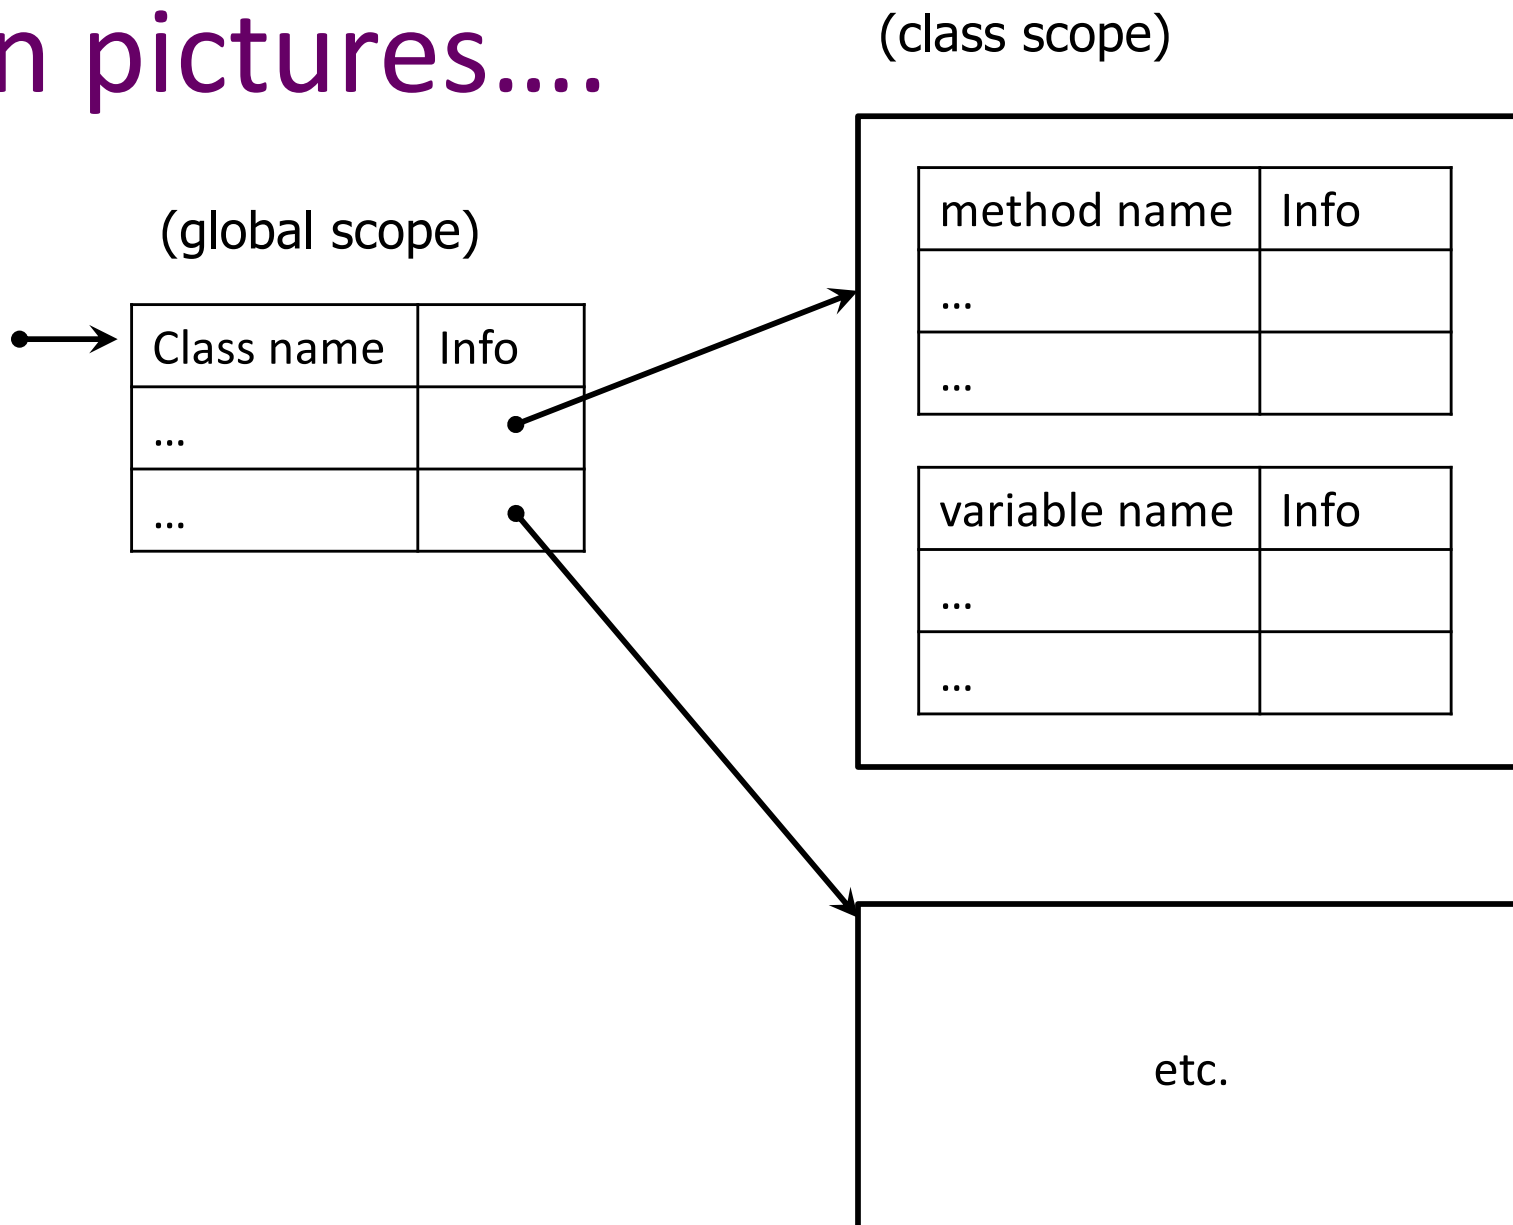 n pictures….
(class scope)
(global scope)
Class name Info
…
…
method name Info
…
…
variable name Info
…
…
etc.